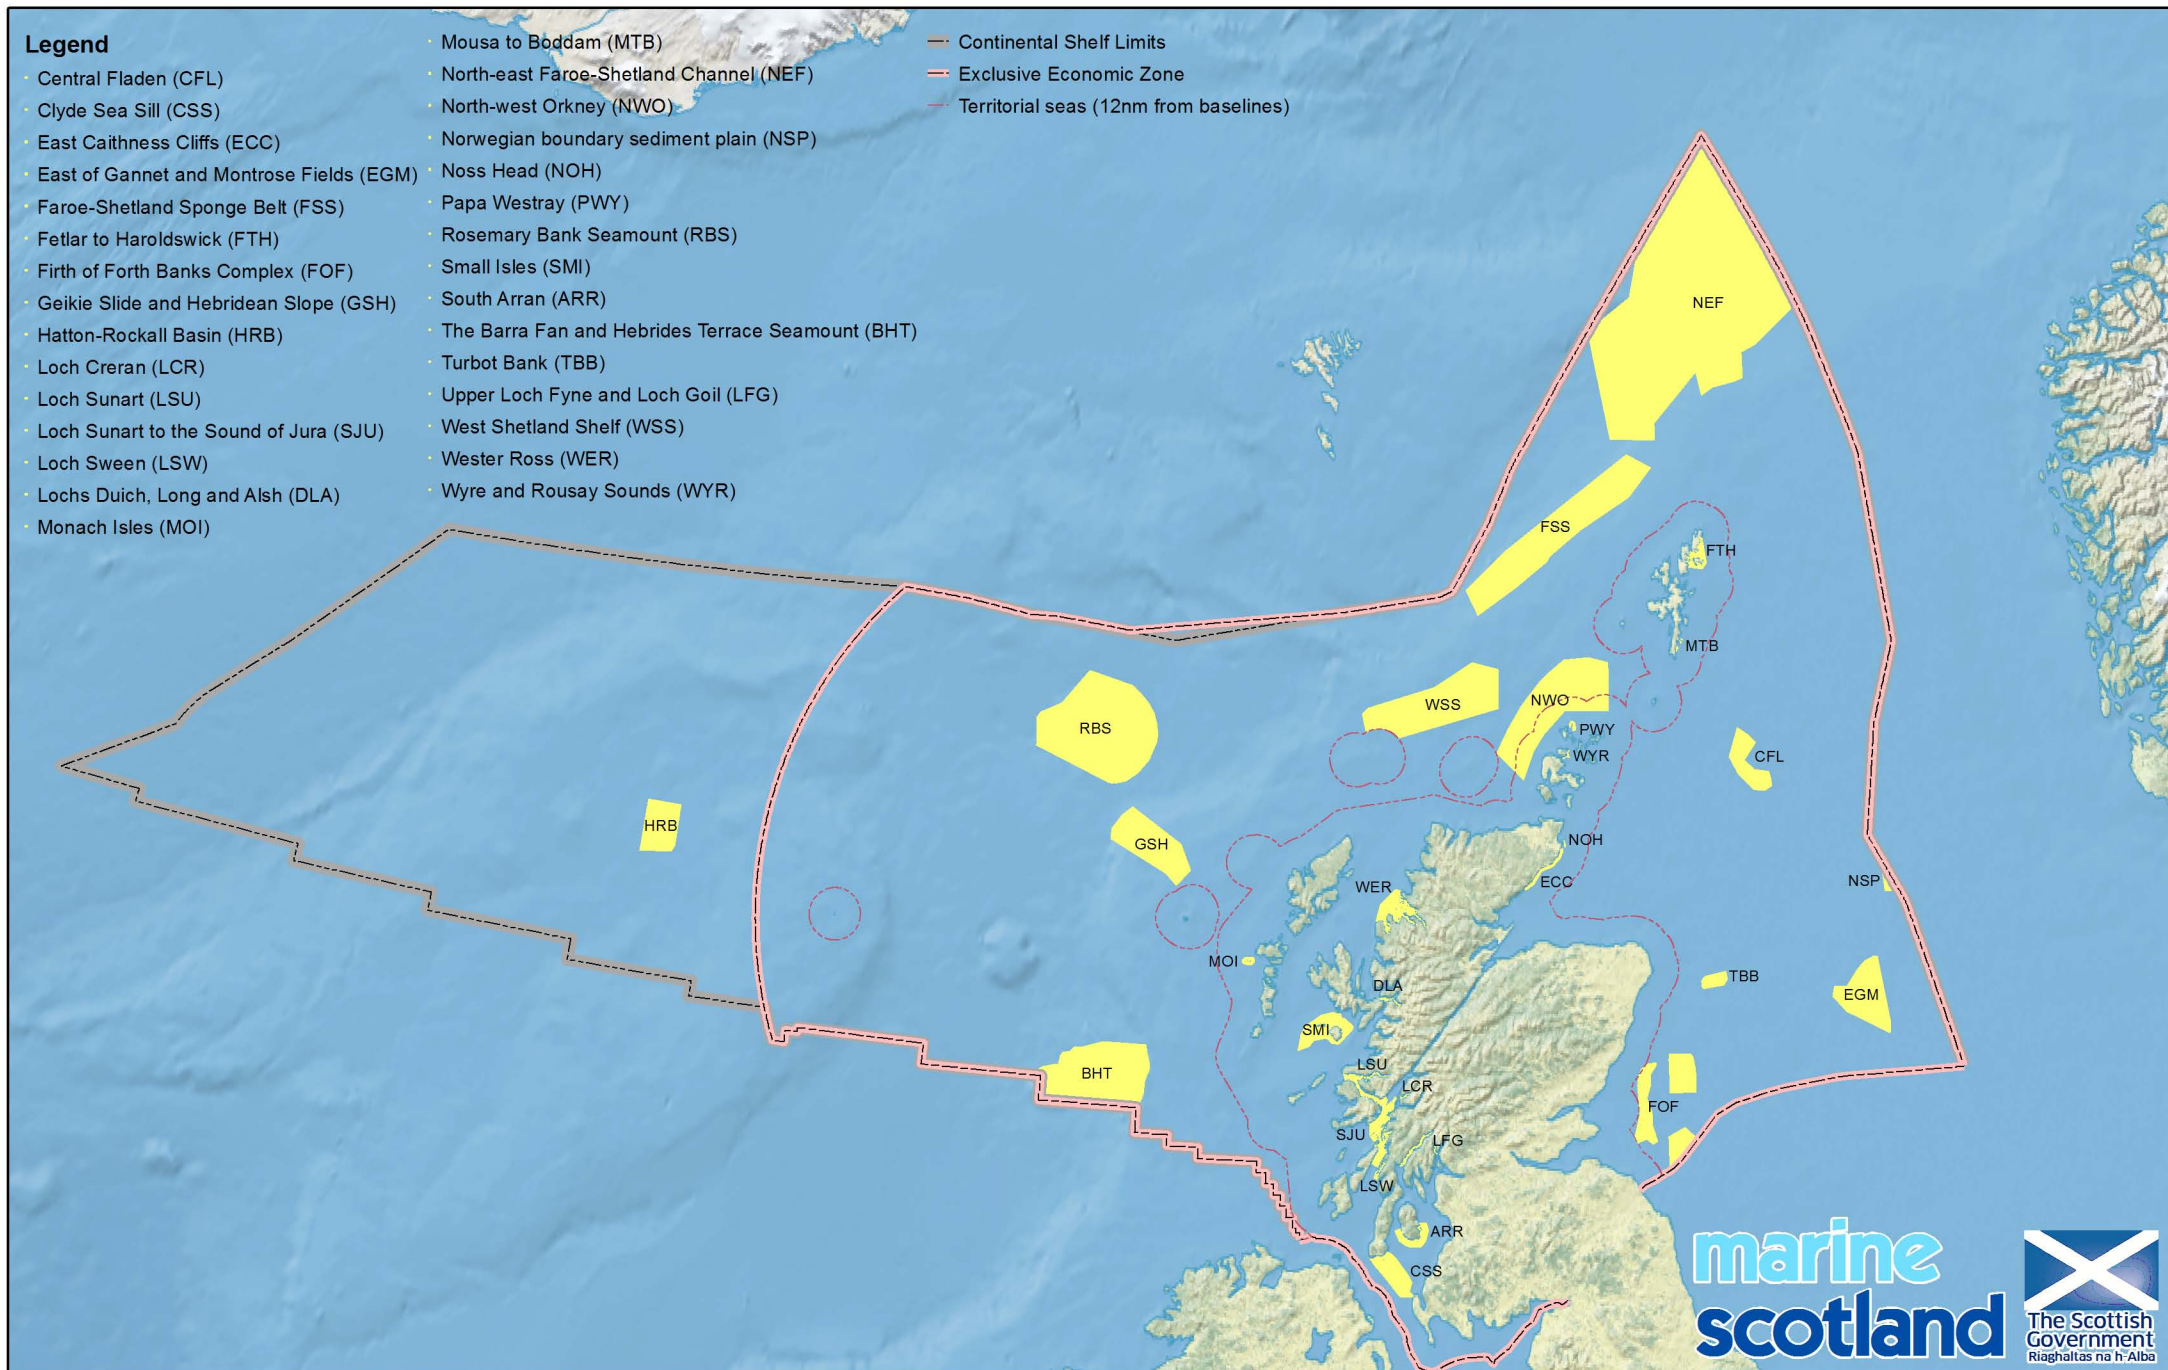 Legend
Central Fladen (CFL)
Clyde Sea Sill (CSS)
East Caithness Cliffs (ECC)
East of Gannet and Montrose Fields (EGM)
Faroe-Shetland Sponge Belt (FSS)
Fetlar to Haroldswick (FTH)
Firth of Forth Banks Complex (FOF)
Geikie Slide and Hebridean Slope (GSH)
Hatton-Rockall Basin (HRB)
Loch Creran (LCR)
Loch Sunart (LSU)
Loch Sunart to the Sound of Jura (SJU)
Loch Sween (LSW)
Lochs Duich, Long and Alsh (DLA)
Monach Isles (MOI)
Mousa to Boddam (MTB)
North-east Faroe-Shetland Channel (NEF)
North-west Orkney (NWO)
Norwegian boundary sediment plain (NSP)
Noss Head (NOH)
Papa Westray (PWY)
Rosemary Bank Seamount (RBS)
Small Isles (SMI)
South Arran (ARR)
The Barra Fan and Hebrides Terrace Seamount (BHT)
Turbot Bank (TBB)
Upper Loch Fyne and Loch Goil (LFG)
West Shetland Shelf (WSS)
Wester Ross (WER)
Wyre and Rousay Sounds (WYR)
Continental Shelf Limits
Exclusive Economic Zone
Territorial seas (12nm from baselines)
NEF
FSS
FTH
MTB
WSS
NWO
RBS
PWY
WYR
CFL
HRB
GSH
NOH
ECC
WER
NSP
MOI
DLA
TBB
EGM
SMI
LSU
BHT
LCR
FOF
SJU
LFG
LSW
ARR
CSS
marine
scotland
The Scottish
Government
Riaghaltas na h-Alba